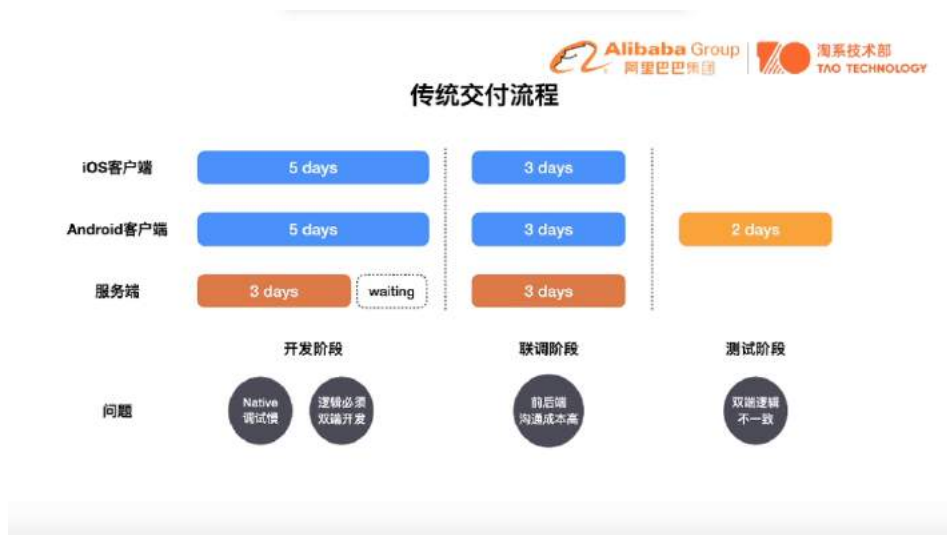 Alibaba Group
阿里巴巴集团
淘系技术部
TAO TECHNOLOGY
传统交付流程
iOS客户端
5 days
3 days
Android客户端
5 days
3 days
2 days
服务端
3 days
waiting
3 days
开发阶段
联调阶段
测试阶段
问题
Native
调试慢
逻辑必须
双端开发
前后端
沟通成本高
双端逻辑
不一致